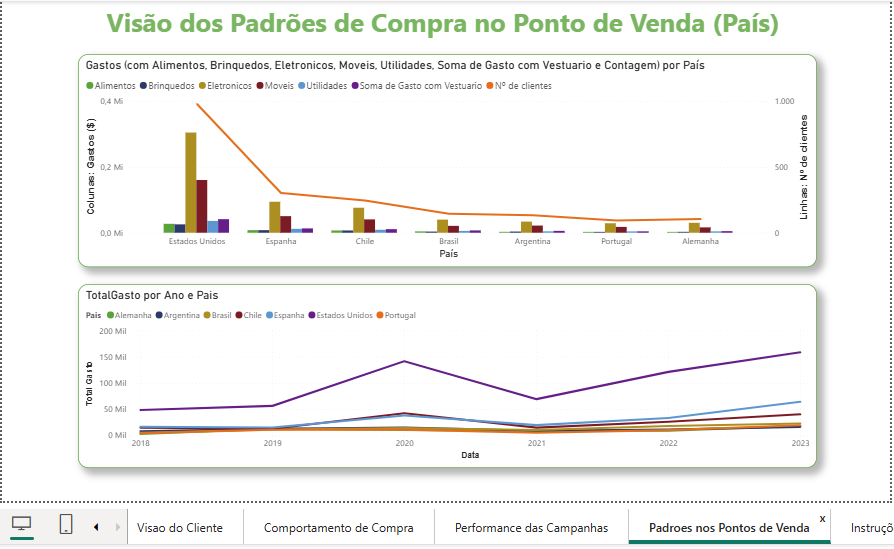 Visão dos Padrões de Compra no Ponto de Venda (País)
Gastos (com Alimentos, Brinquedos, Eletronicos, Moveis, Utilidades, Soma de Gasto com Vestuario e Contagem) por País
Alimentos Brinquedos Eletronicos Moveis Utilidades Soma de Gasto com Vestuario Nº de clientes
Colunas: Gastos ($)
0,4 Mi
0,2 Mi
0,0 Mi
1.000
500
0
Linhas: Nº de clientes
Estados Unidos Espanha Chile Brasil Argentina Portugal Alemanha
País
TotalGasto por Ano e Pais
Pais Alemanha Argentina Brasil Chile Espanha Estados Unidos Portugal
Total Gasto
200 Mil
150 Mil
100 Mil
50 Mil
0 Mil
2018 2019 2020 2021 2022 2023
Data
Visao do Cliente Comportamento de Compra Performance das Campanhas Padroes nos Pontos de Venda x Instruçõ